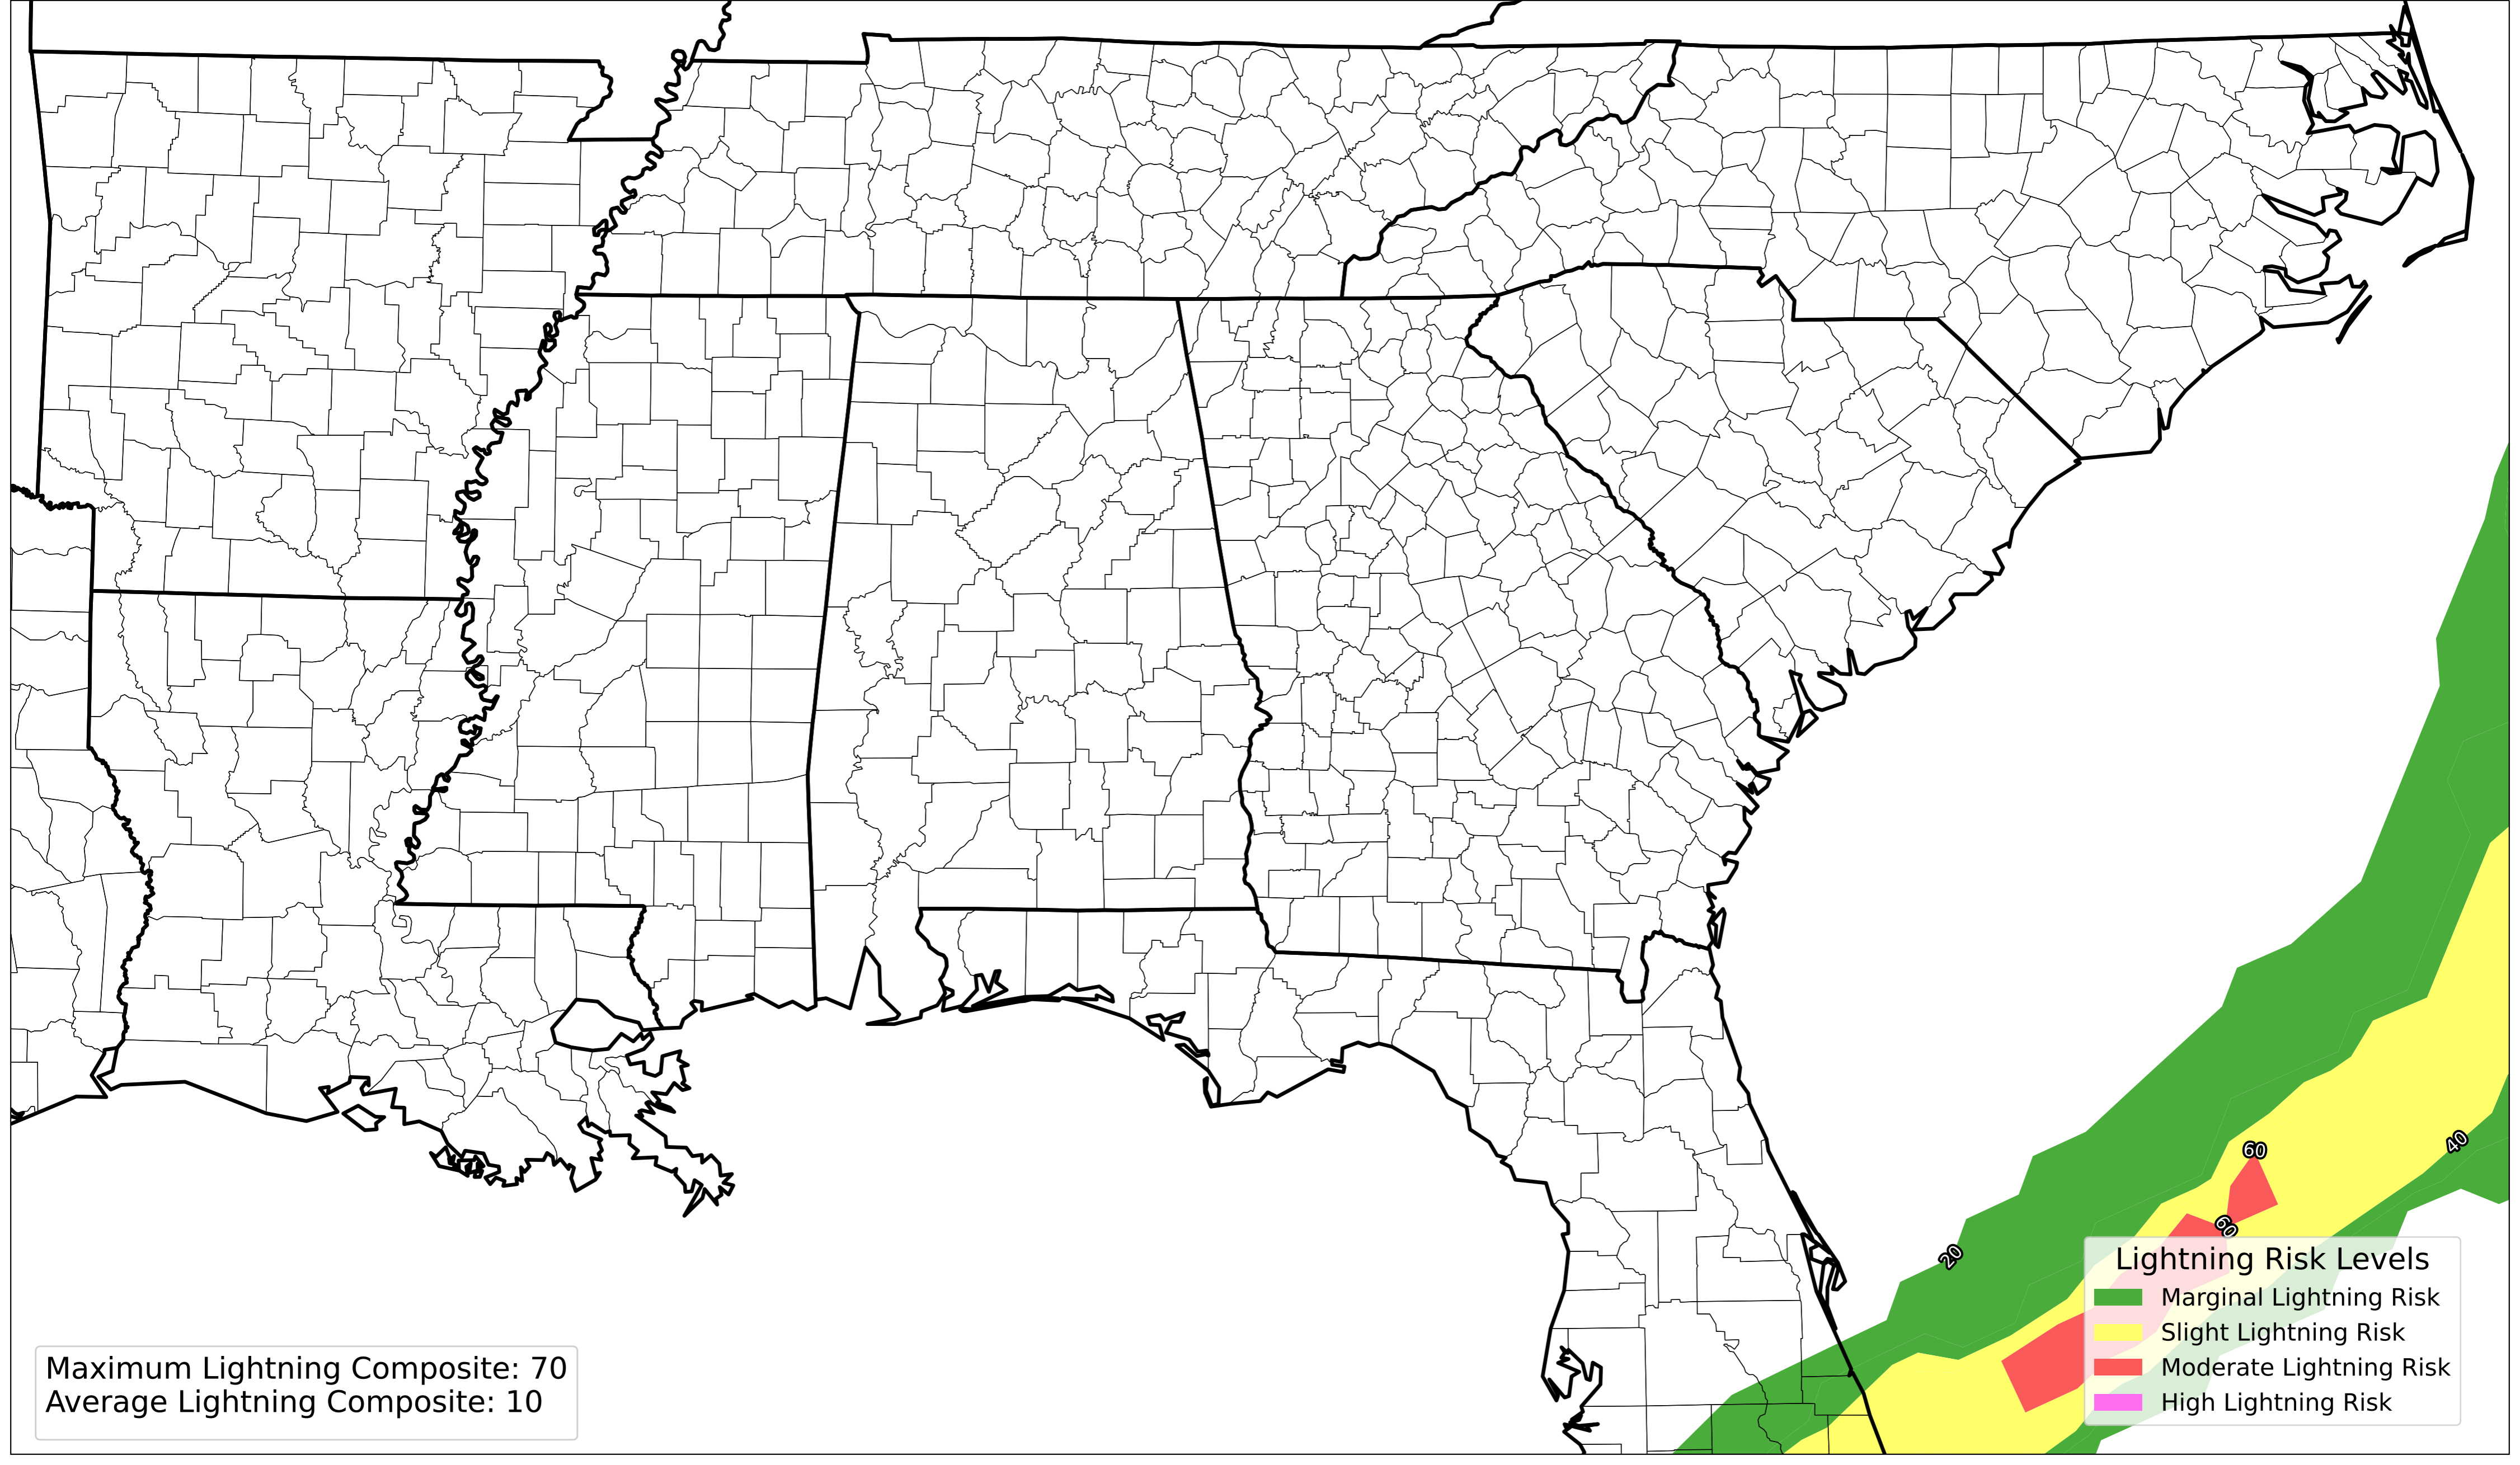 60
40
60
20
Lightning Risk Levels
Marginal Lightning Risk
Slight Lightning Risk
Moderate Lightning Risk
High Lightning Risk
Maximum Lightning Composite: 70
Average Lightning Composite: 10